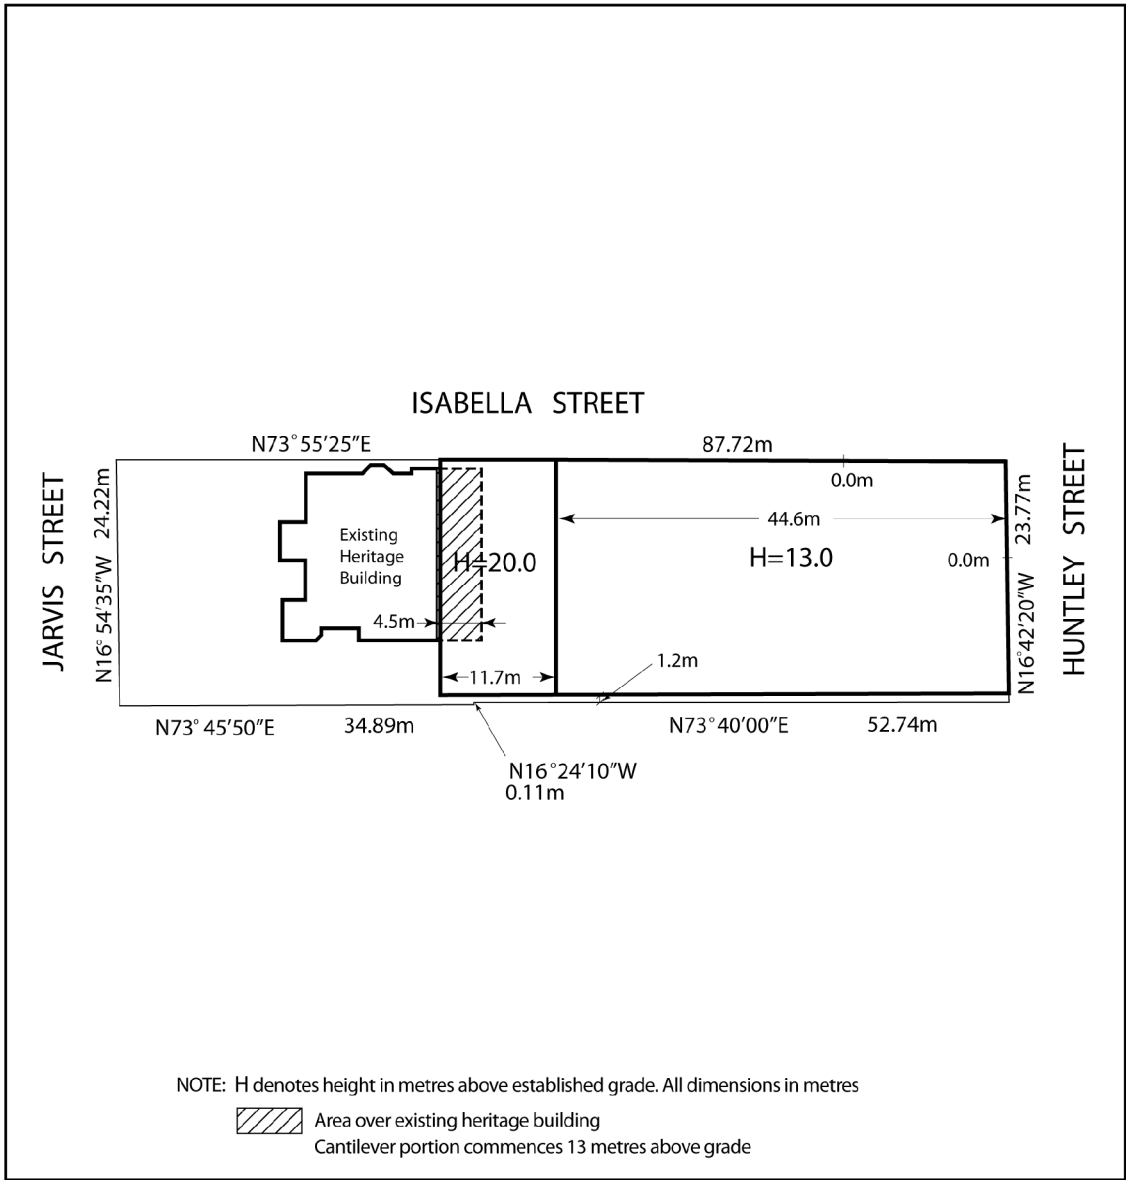 ISABELLA STREET
N73°55'25"E
87.72m
0.0m
JARVIS STREET
N16°54'35"W 24.22m
Existing
Heritage
Building
H=20.0
44.6m
H=13.0
0.0m
23.77m
N16°42'20"W
HUNTLEY STREET
4.5m
11.7m
1.2m
N73°45'50"E
34.89m
N73°40'00"E
52.74m
N16°24'10"W
0.11m
NOTE: H denotes height in metres above established grade. All dimensions in metres
Area over existing heritage building
Cantilever portion commences 13 metres above grade